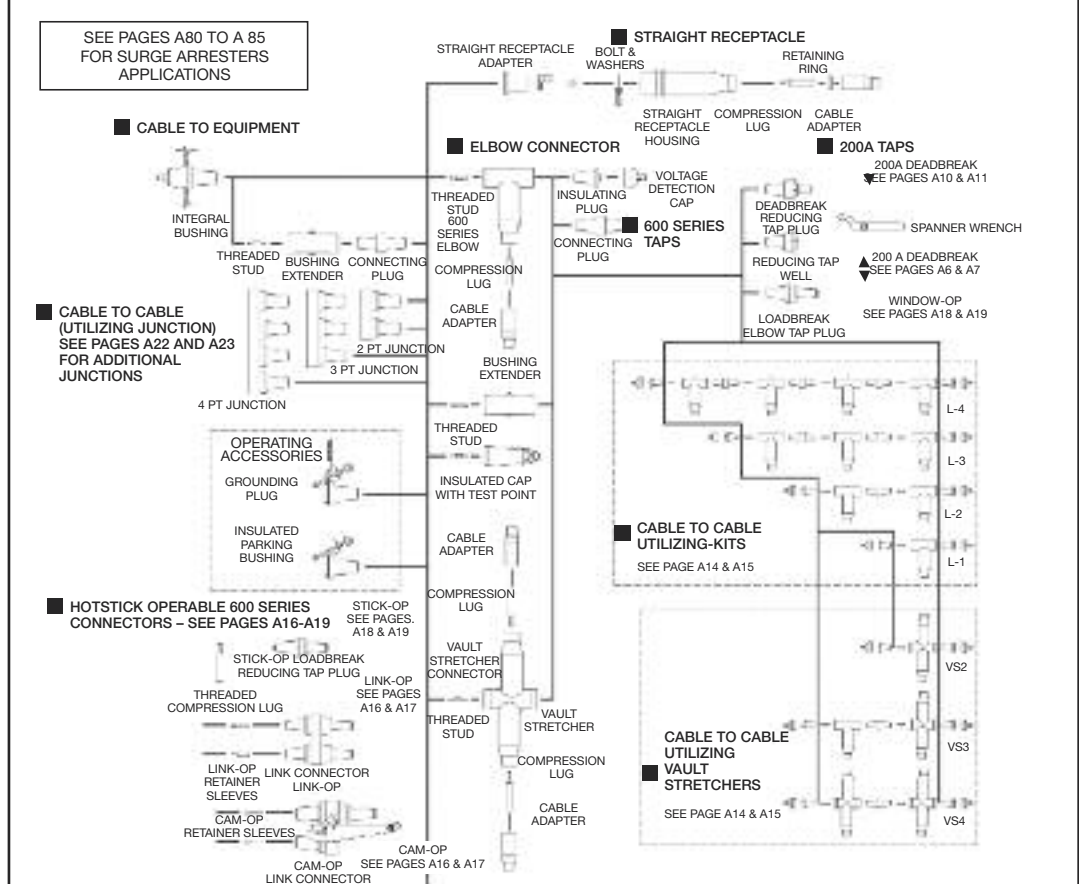 SEE PAGES A80 TO A 85
FOR SURGE ARRESTERS
APPLICATIONS
STRAIGHT RECEPTACLE
STRAIGHT RECEPTACLE
ADAPTER
BOLT &
WASHERS
RETAINING
RING
STRAIGHT
RECEPTACLE
HOUSING
COMPRESSION
LUG
CABLE
ADAPTER
CABLE TO EQUIPMENT
INTEGRAL
BUSHING
THREADED
STUD
BUSHING
EXTENDER
CONNECTING
PLUG
ELBOW CONNECTOR
THREADED
STUD
600
SERIES
ELBOW
INSULATING
PLUG
VOLTAGE
DETECTION
CAP
CONNECTING
PLUG
600 SERIES
TAPS
COMPRESSION
LUG
CABLE
ADAPTER
200A TAPS
200A DEADBREAK
SEE PAGES A10 & A11
DEADBREAK
REDUCING
TAP PLUG
SPANNER WRENCH
REDUCING TAP
WELL
200 A DEADBREAK
SEE PAGES A6 & A7
LOADBREAK
ELBOW TAP PLUG
WINDOW-OP
SEE PAGES A18 & A19
CABLE TO CABLE
(UTILIZING JUNCTION)
SEE PAGES A22 AND A23
FOR ADDITIONAL
JUNCTIONS
2 PT JUNCTION
3 PT JUNCTION
4 PT JUNCTION
BUSHING
EXTENDER
THREADED
STUD
INSULATED CAP
WITH TEST POINT
OPERATING
ACCESSORIES
GROUNDING
PLUG
INSULATED
PARKING
BUSHING
L-4
L-3
L-2
L-1
CABLE TO CABLE
UTILIZING-KITS
SEE PAGE A14 & A15
CABLE
ADAPTER
COMPRESSION
LUG
VAULT
STRETCHER
CONNECTOR
THREADED
STUD
VAULT
STRETCHER
COMPRESSION
LUG
CABLE
ADAPTER
HOTSTICK OPERABLE 600 SERIES
CONNECTORS – SEE PAGES A16-A19
STICK-OP
SEE PAGES.
A18 & A19
STICK-OP LOADBREAK
REDUCING TAP PLUG
LINK-OP
SEE PAGES
A16 & A17
THREADED
COMPRESSION LUG
LINK-OP
RETAINER
SLEEVES
LINK CONNECTOR
LINK-OP
CAM-OP
RETAINER SLEEVES
CAM-OP
LINK CONNECTOR
CAM-OP
SEE PAGES A16 & A17
VS2
VS3
VS4
CABLE TO CABLE
UTILIZING
VAULT
STRETCHERS
SEE PAGE A14 & A15